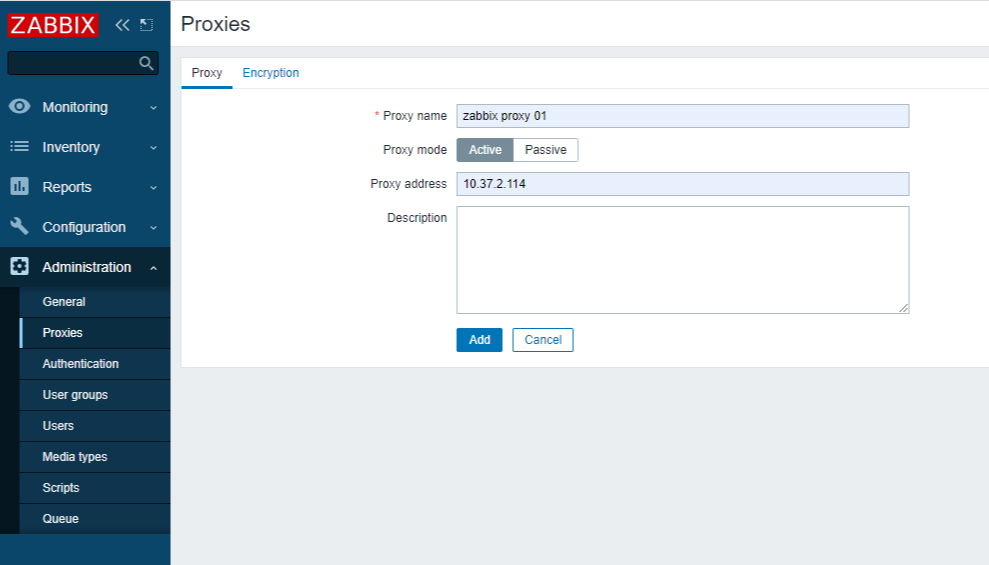 ZABBIX
Proxies
Proxy Encryption
Monitoring
Inventory
Reports
Configuration
Administration
General
Proxies
Authentication
User groups
Users
Media types
Scripts
Queue
* Proxy name zabbix proxy 01
Proxy mode Active Passive
Proxy address 10.37.2.114
Description
Add Cancel